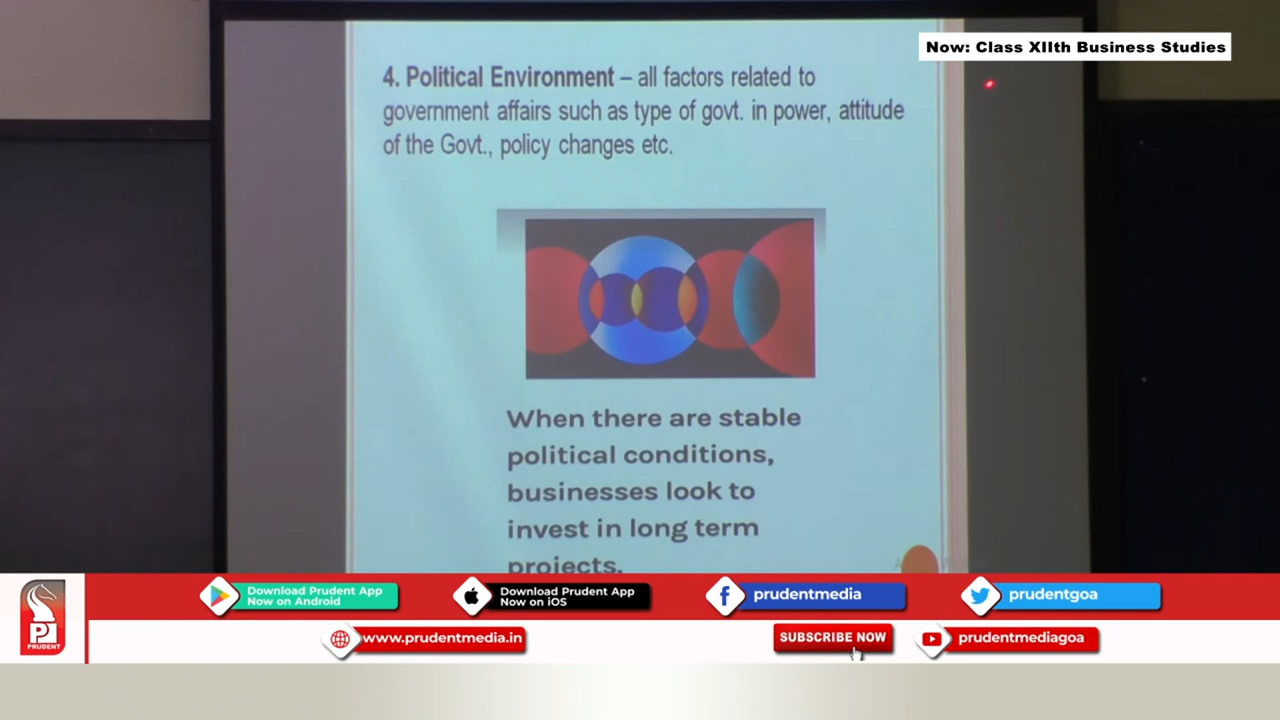 Now: Class XIIth Business Studies
4. Political Environment – all factors related to
government affairs such as type of govt. in power, attitude
of the Govt., policy changes etc.
When there are stable
political conditions,
businesses look to
invest in long term
projects.
Download Prudent App
Now on Android
Download Prudent App
Now on iOS
prudentmedia
prudentgoa
PRUDENT
www.prudentmedia.in
SUBSCRIBE NOW
prudentmediagoa